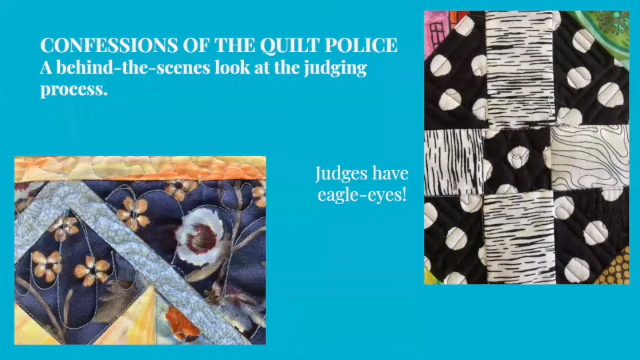 CONFESSIONS OF THE QUILT POLICE
A behind-the-scenes look at the judging
process.
Judges have
eagle-eyes!